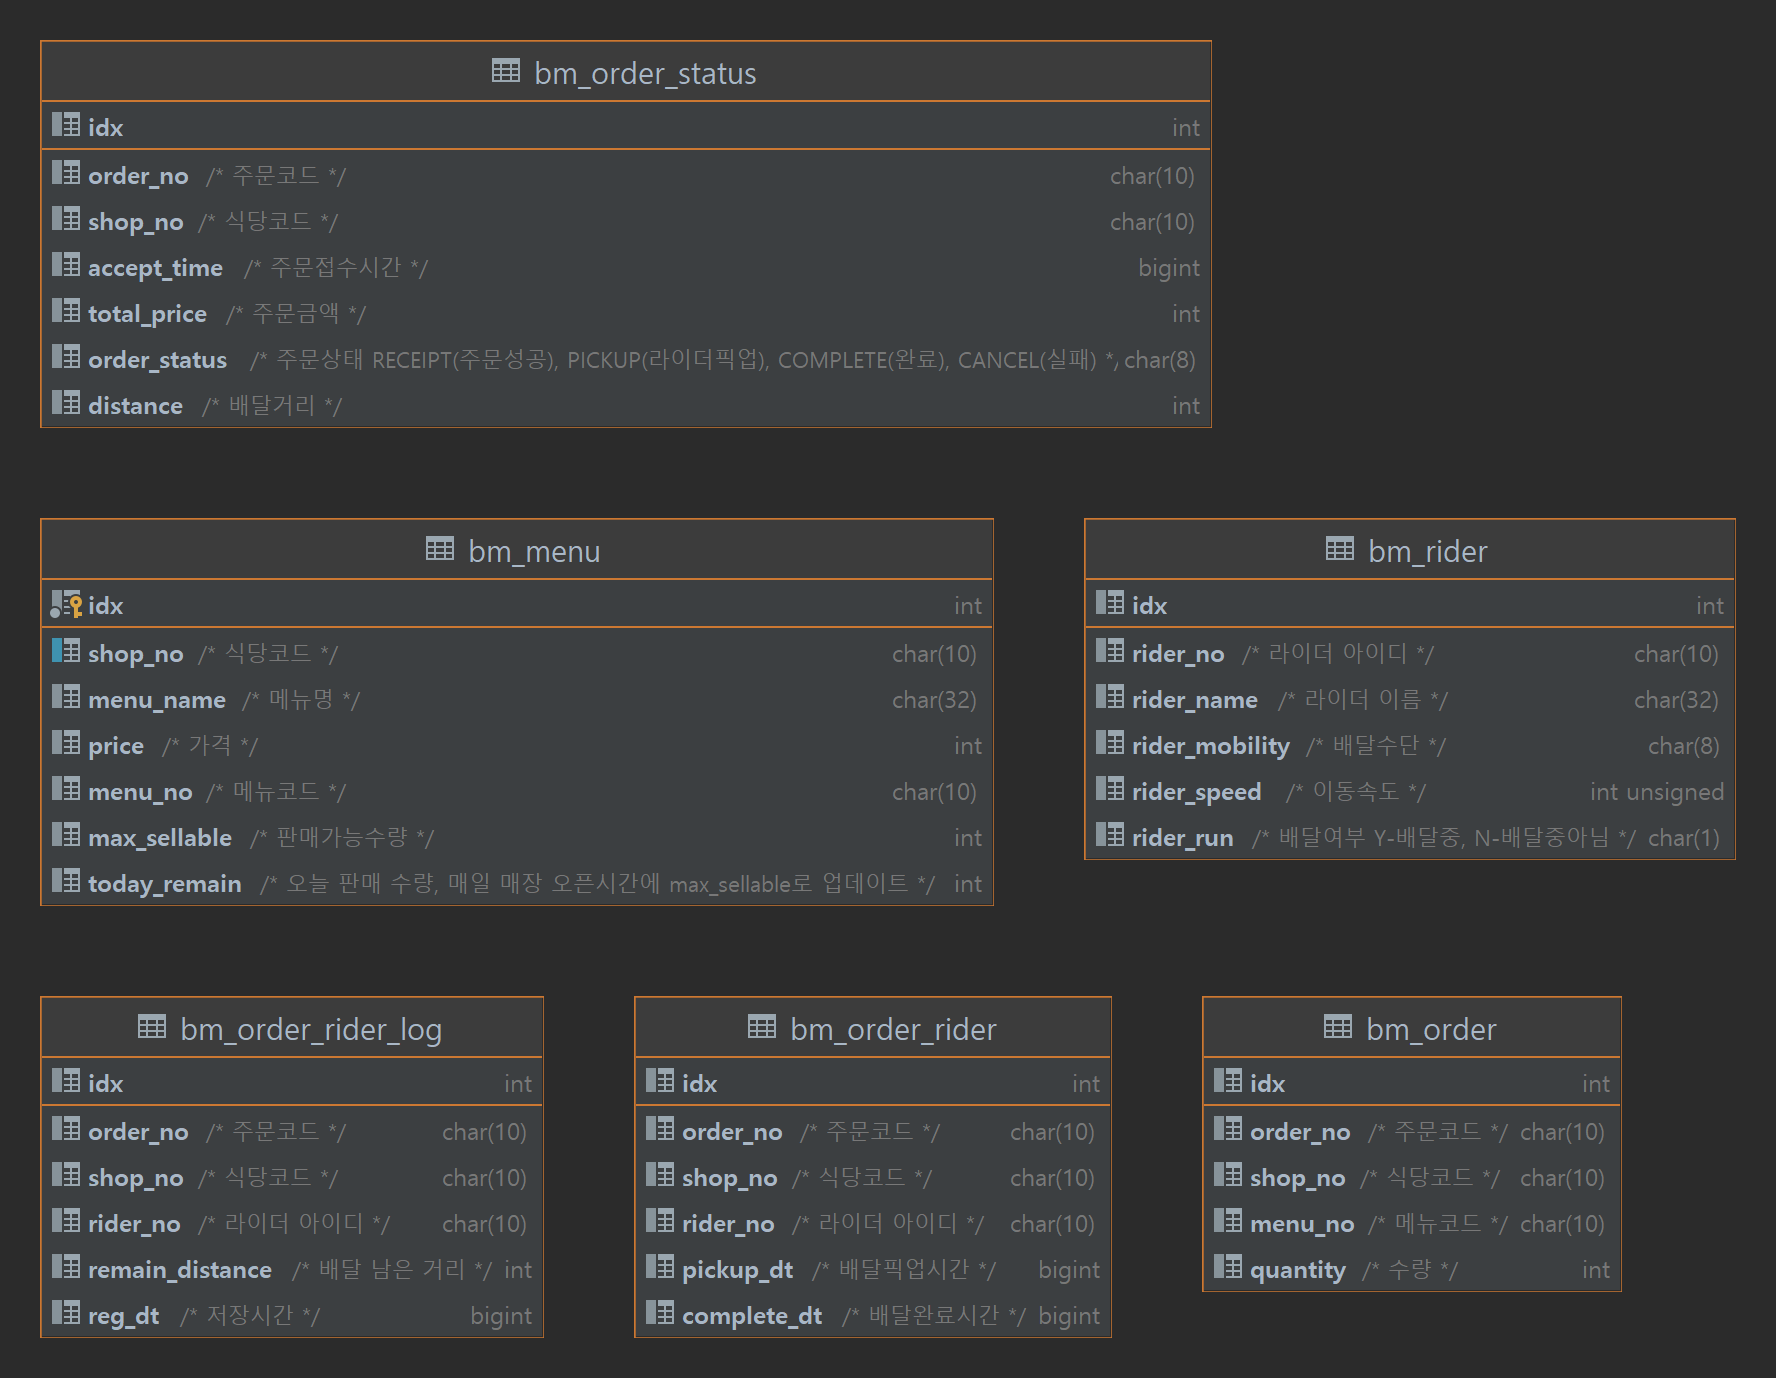 bm_order_status
idx int
order_no /* 주문코드 */ char(10)
shop_no /* 식당코드 */ char(10)
accept_time /* 주문접수시간 */ bigint
total_price /* 주문금액 */ int
order_status /* 주문상태 RECEIPT(주문성공), PICKUP(라이더픽업), COMPLETE(완료), CANCEL(실패) */ char(8)
distance /* 배달거리 */ int
bm_menu
idx int
shop_no /* 식당코드 */ char(10)
menu_name /* 메뉴명 */ char(32)
price /* 가격 */ int
menu_no /* 메뉴코드 */ char(10)
max_sellable /* 판매가능수량 */ int
today_remain /* 오늘 판매 수량, 매일 매장 오픈시간에 max_sellable로 업데이트 */ int
bm_rider
idx int
rider_no /* 라이더 아이디 */ char(10)
rider_name /* 라이더 이름 */ char(32)
rider_mobility /* 배달수단 */ char(8)
rider_speed /* 이동속도 */ int unsigned
rider_run /* 배달여부 Y-배달중, N-배달중아님 */ char(1)
bm_order_rider_log
idx int
order_no /* 주문코드 */ char(10)
shop_no /* 식당코드 */ char(10)
rider_no /* 라이더 아이디 */ char(10)
remain_distance /* 배달 남은 거리 */ int
reg_dt /* 저장시간 */ bigint
bm_order_rider
idx int
order_no /* 주문코드 */ char(10)
shop_no /* 식당코드 */ char(10)
rider_no /* 라이더 아이디 */ char(10)
pickup_dt /* 배달픽업시간 */ bigint
complete_dt /* 배달완료시간 */ bigint
bm_order
idx int
order_no /* 주문코드 */ char(10)
shop_no /* 식당코드 */ char(10)
menu_no /* 메뉴코드 */ char(10)
quantity /* 수량 */ int